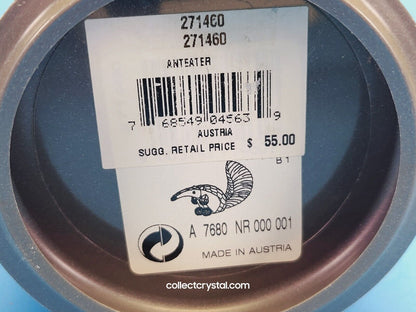 271460
271460
ANTEATER
7 68549 04563 9
AUSTRIA
SUGG. RETAIL PRICE $ 55.00
B1
A 7680 NR 000 001
MADE IN AUSTRIA
collectcrystal.com